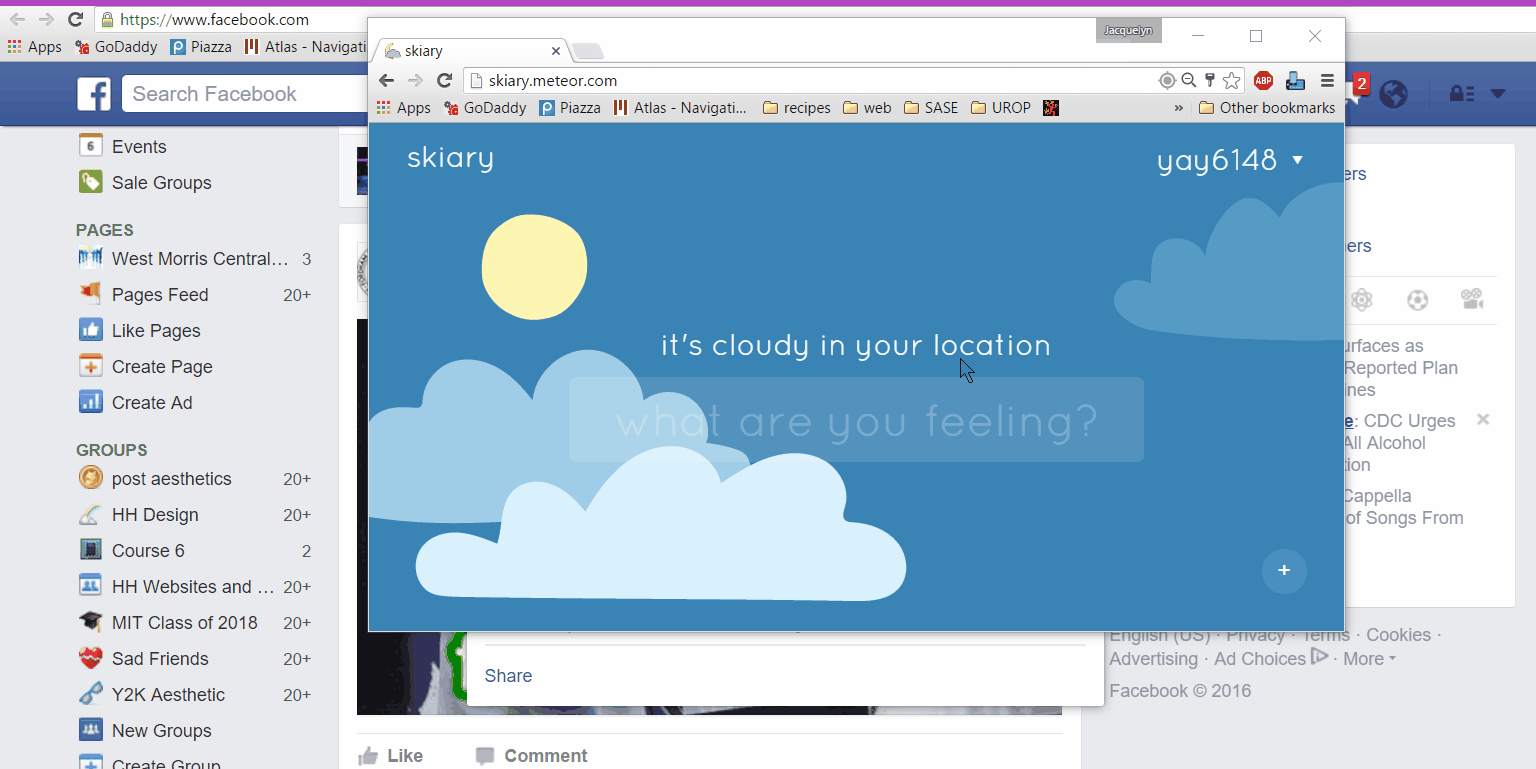 https://www.facebook.com
Apps GoDaddy Piazza Atlas - Navigati
Search Facebook
2
6 Events
Sale Groups
PAGES
West Morris Central... 3
Pages Feed 20+
Like Pages
Create Page
Create Ad
GROUPS
post aesthetics 20+
HH Design 20+
Course 6 2
HH Websites and ... 20+
MIT Class of 2018 20+
Sad Friends 20+
Y2K Aesthetic 20+
New Groups
Create Group
Jacquelyn
skiary
skiary.meteor.com
ABP
Apps GoDaddy Piazza Atlas - Navigati... recipes web SASE UROP » Other bookmarks
skiary
yay6148
it's cloudy in your location
what are you feeling?
+
Share
Like Comment
ers
ers
urfaces as
Reported Plan
ines
e: CDC Urges
All Alcohol
tion
Cappella
of Songs From
English (US) · Privacy · Terms · Cookies ·
Advertising · Ad Choices · More
Facebook © 2016